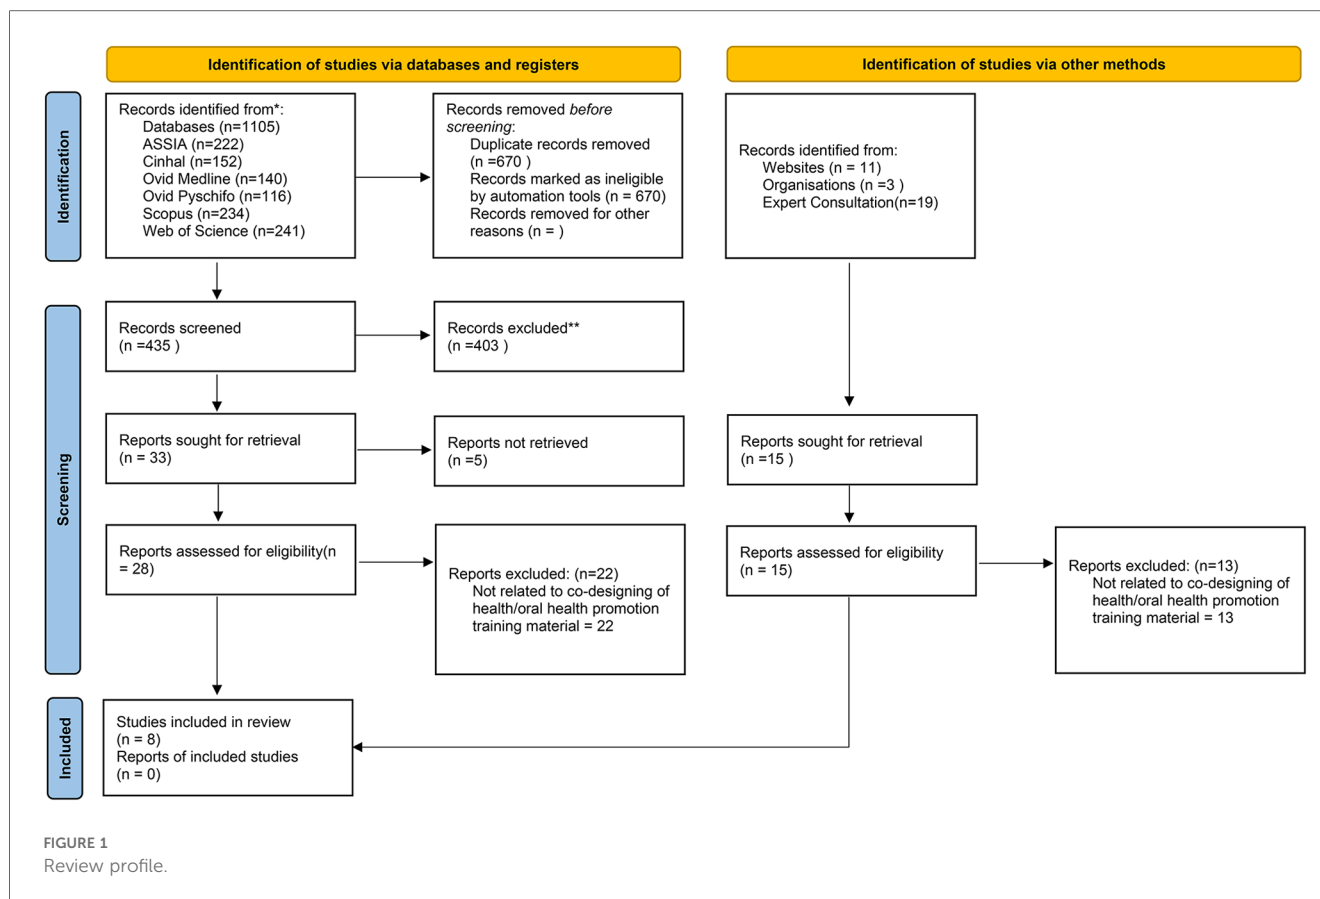 Identification of studies via databases and registers
Identification of studies via other methods
Identification
Records identified from*:
Databases (n=1105)
ASSIA (n=222)
Cinhal (n=152)
Ovid Medline (n=140)
Ovid Pyschifo (n=116)
Scopus (n=234)
Web of Science (n=241)
Records removed before
screening:
Duplicate records removed
(n =670 )
Records marked as ineligible
by automation tools (n = 670)
Records removed for other
reasons (n = )
Records identified from:
Websites (n = 11)
Organisations (n =3 )
Expert Consultation(n=19)
Screening
Records screened
(n =435 )
Records excluded**
(n =403 )
Reports sought for retrieval
(n = 33)
Reports not retrieved
(n =5)
Reports sought for retrieval
(n =15 )
Reports assessed for eligibility(n
= 28)
Reports excluded: (n=22)
Not related to co-designing of
health/oral health promotion
training material = 22
Reports assessed for eligibility
(n = 15)
Reports excluded: (n=13)
Not related to co-designing of
health/oral health promotion
training material = 13
Included
Studies included in review
(n = 8)
Reports of included studies
(n = 0)
FIGURE 1
Review profile.